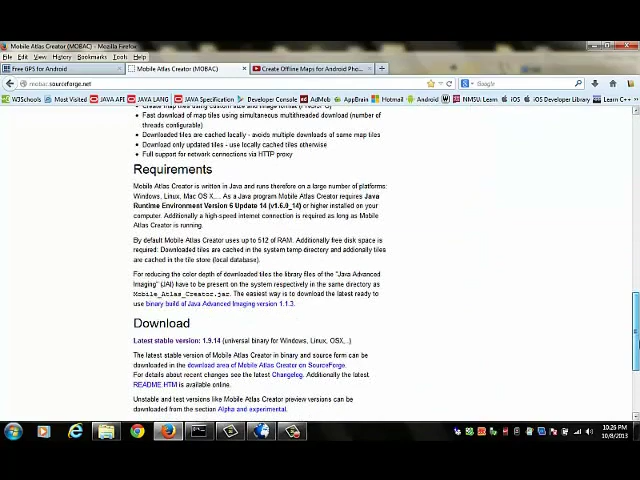 Mobile Atlas Creator (MOBAC) - Mozilla Firefox
File Edit View History Bookmarks Tools Help
Free GPS for Android
Mobile Atlas Creator (MOBAC)
Create Offline Maps for Android Pho...
mobac.sourceforge.net
Google
W3Schools Most Visited JAVA API JAVA LANG JAVA Specification Developer Console AdMob AppBrain Hotmail Android NMSU: Learn iOS iOS Learn C++
Fast download of map tiles using simultaneous multithreaded download (number of
threads configurable)
Downloaded tiles are cached locally - avoids multiple downloads of same map tiles
Download only updated tiles - use locally cached tiles otherwise
Full support for network connections via HTTP proxy
Requirements
Mobile Atlas Creator is written in Java and runs therefore on a large number of platforms:
Windows, Linux, Mac OS X,... As a Java program Mobile Atlas Creator requires Java
Runtime Environment Version 6 Update 14 (v1.6.0_14) or higher installed on your
computer. Additionally a high-speed internet connection is required as long as Mobile
Atlas Creator is running.
By default Mobile Atlas Creator uses up to 512 of RAM. Additionally free disk space is
required: Downloaded tiles are cached in the system temp directory and addionally tiles
are cached in the tile store (local database).
For reducing the color depth of downloaded tiles the library files of the "Java Advanced
Imaging" (JAI) have to be present on the system respectively in the same directory as
Mobile_Atlas_Creator.jar. The easiest way is to download the latest ready to
use binary build of Java Advanced Imaging version 1.1.3.
Download
Latest stable version: 1.9.14 (universal binary for Windows, Linux, OSX,..)
The latest stable version of Mobile Atlas Creator in binary and source form can be
downloaded in the download area of Mobile Atlas Creator on SourceForge.
For details about recent changes see the latest Changelog. Additionally the latest
README.HTM is available online.
Unstable and test versions like Mobile Atlas Creator preview versions can be
downloaded from the section Alpha and experimental.
10:26 PM
10/8/2013